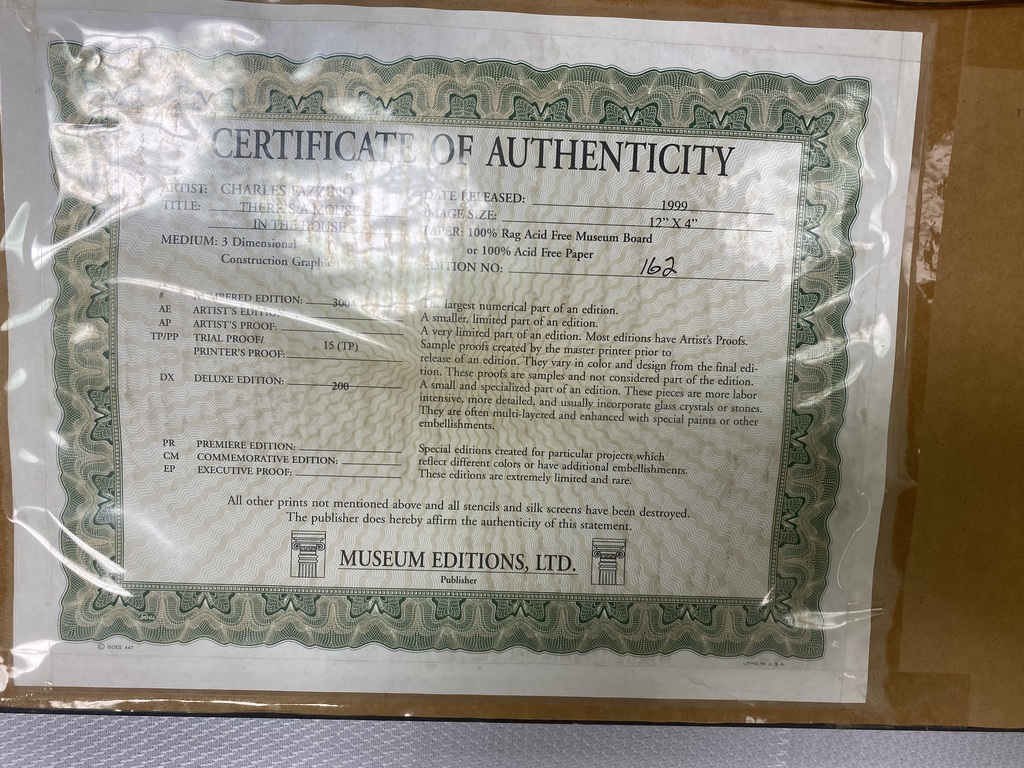 CERTIFICATE OF AUTHENTICITY
ARTIST: CHARLES FAZZINO
TITLE: THERE'S A MOUSE
IN THE HOUSE
MEDIUM: 3 Dimensional
Construction Graphic
DATE RELEASED: 1999
IMAGE SIZE: 12" X 4"
PAPER: 100% Rag Acid Free Museum Board
or 100% Acid Free Paper
EDITION NO: 162
# NUMBERED EDITION: 300
AE ARTIST'S EDITION:
AP ARTIST'S PROOF:
TP/PP TRIAL PROOF/
PRINTER'S PROOF: 15 (TP)
DX DELUXE EDITION: 200
PR PREMIERE EDITION:
CM COMMEMORATIVE EDITION:
EP EXECUTIVE PROOF:
The largest numerical part of an edition.
A smaller, limited part of an edition.
A very limited part of an edition. Most editions have Artist's Proofs.
Sample proofs created by the master printer prior to
release of an edition. They vary in color and design from the final edi-
tion. These proofs are samples and not considered part of the edition.
A small and specialized part of an edition. These pieces are more labor
intensive, more detailed, and usually incorporate glass crystals or stones.
They are often multi-layered and enhanced with special paints or other
embellishments.
Special editions created for particular projects which
reflect different colors or have additional embellishments.
These editions are extremely limited and rare.
All other prints not mentioned above and all stencils and silk screens have been destroyed.
The publisher does hereby affirm the authenticity of this statement.
MUSEUM EDITIONS, LTD.
Publisher
Goes
© GOES 447
LITHO. IN U.S.A.